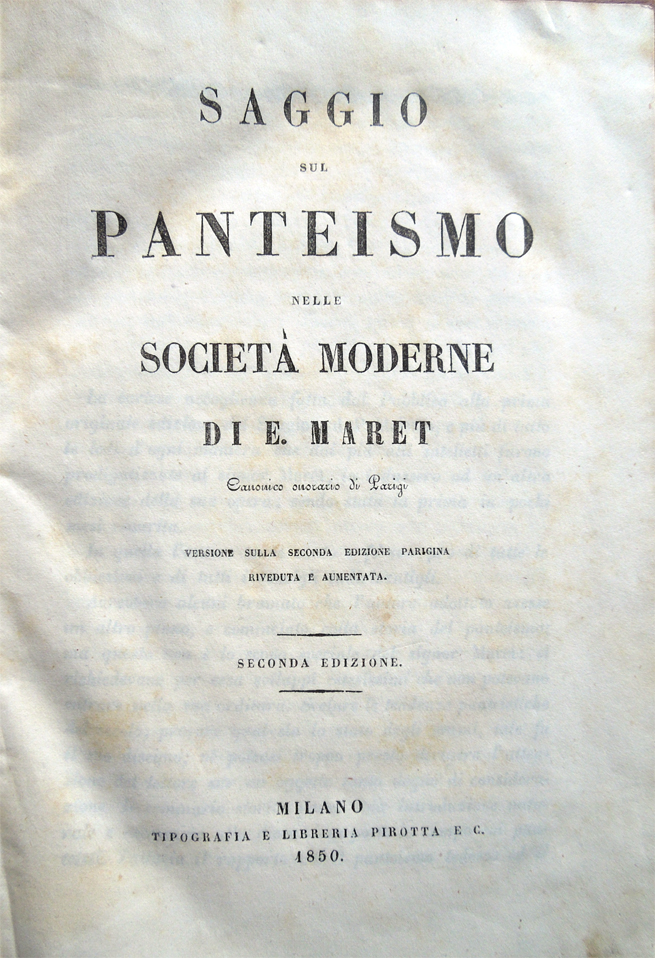 SAGGIO
SUL
PANTEISMO
NELLE
SOCIETÀ MODERNE
DI E. MARET
Canonico onorario di Parigi
VERSIONE SULLA SECONDA EDIZIONE PARIGINA
RIVEDUTA E AUMENTATA.
SECONDA EDIZIONE.
MILANO
TIPOGRAFIA E LIBRERIA PIROTTA E C.
1850.